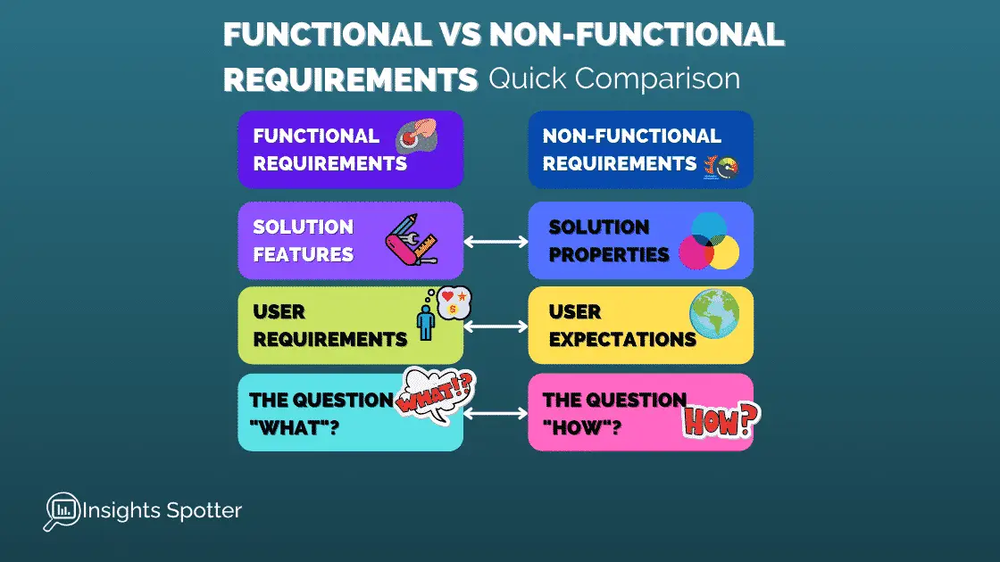 FUNCTIONAL VS NON-FUNCTIONAL
REQUIREMENTS Quick Comparison
FUNCTIONAL
REQUIREMENTS
NON-FUNCTIONAL
REQUIREMENTS
SOLUTION
FEATURES
SOLUTION
PROPERTIES
USER
REQUIREMENTS
$
USER
EXPECTATIONS
THE QUESTION
"WHAT"?
WHAT!?
THE QUESTION
"HOW"?
HOW?
Insights Spotter